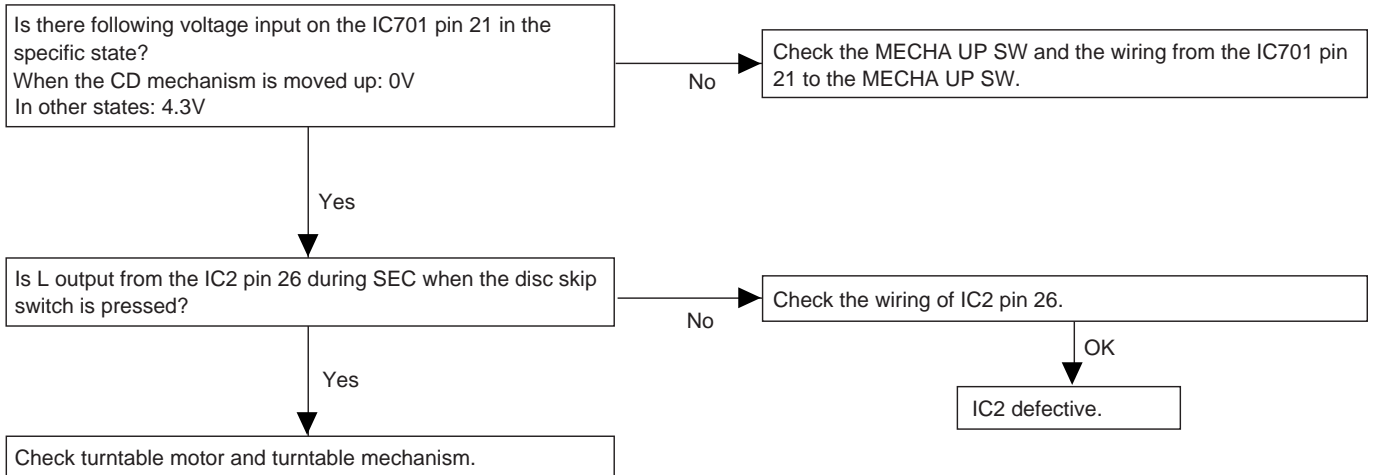 Is there following voltage input on the IC701 pin 21 in the
specific state?
When the CD mechanism is moved up: 0V
In other states: 4.3V
No
Check the MECHA UP SW and the wiring from the IC701 pin
21 to the MECHA UP SW.
Yes
Is L output from the IC2 pin 26 during SEC when the disc skip
switch is pressed?
No
Check the wiring of IC2 pin 26.
OK
IC2 defective.
Yes
Check turntable motor and turntable mechanism.